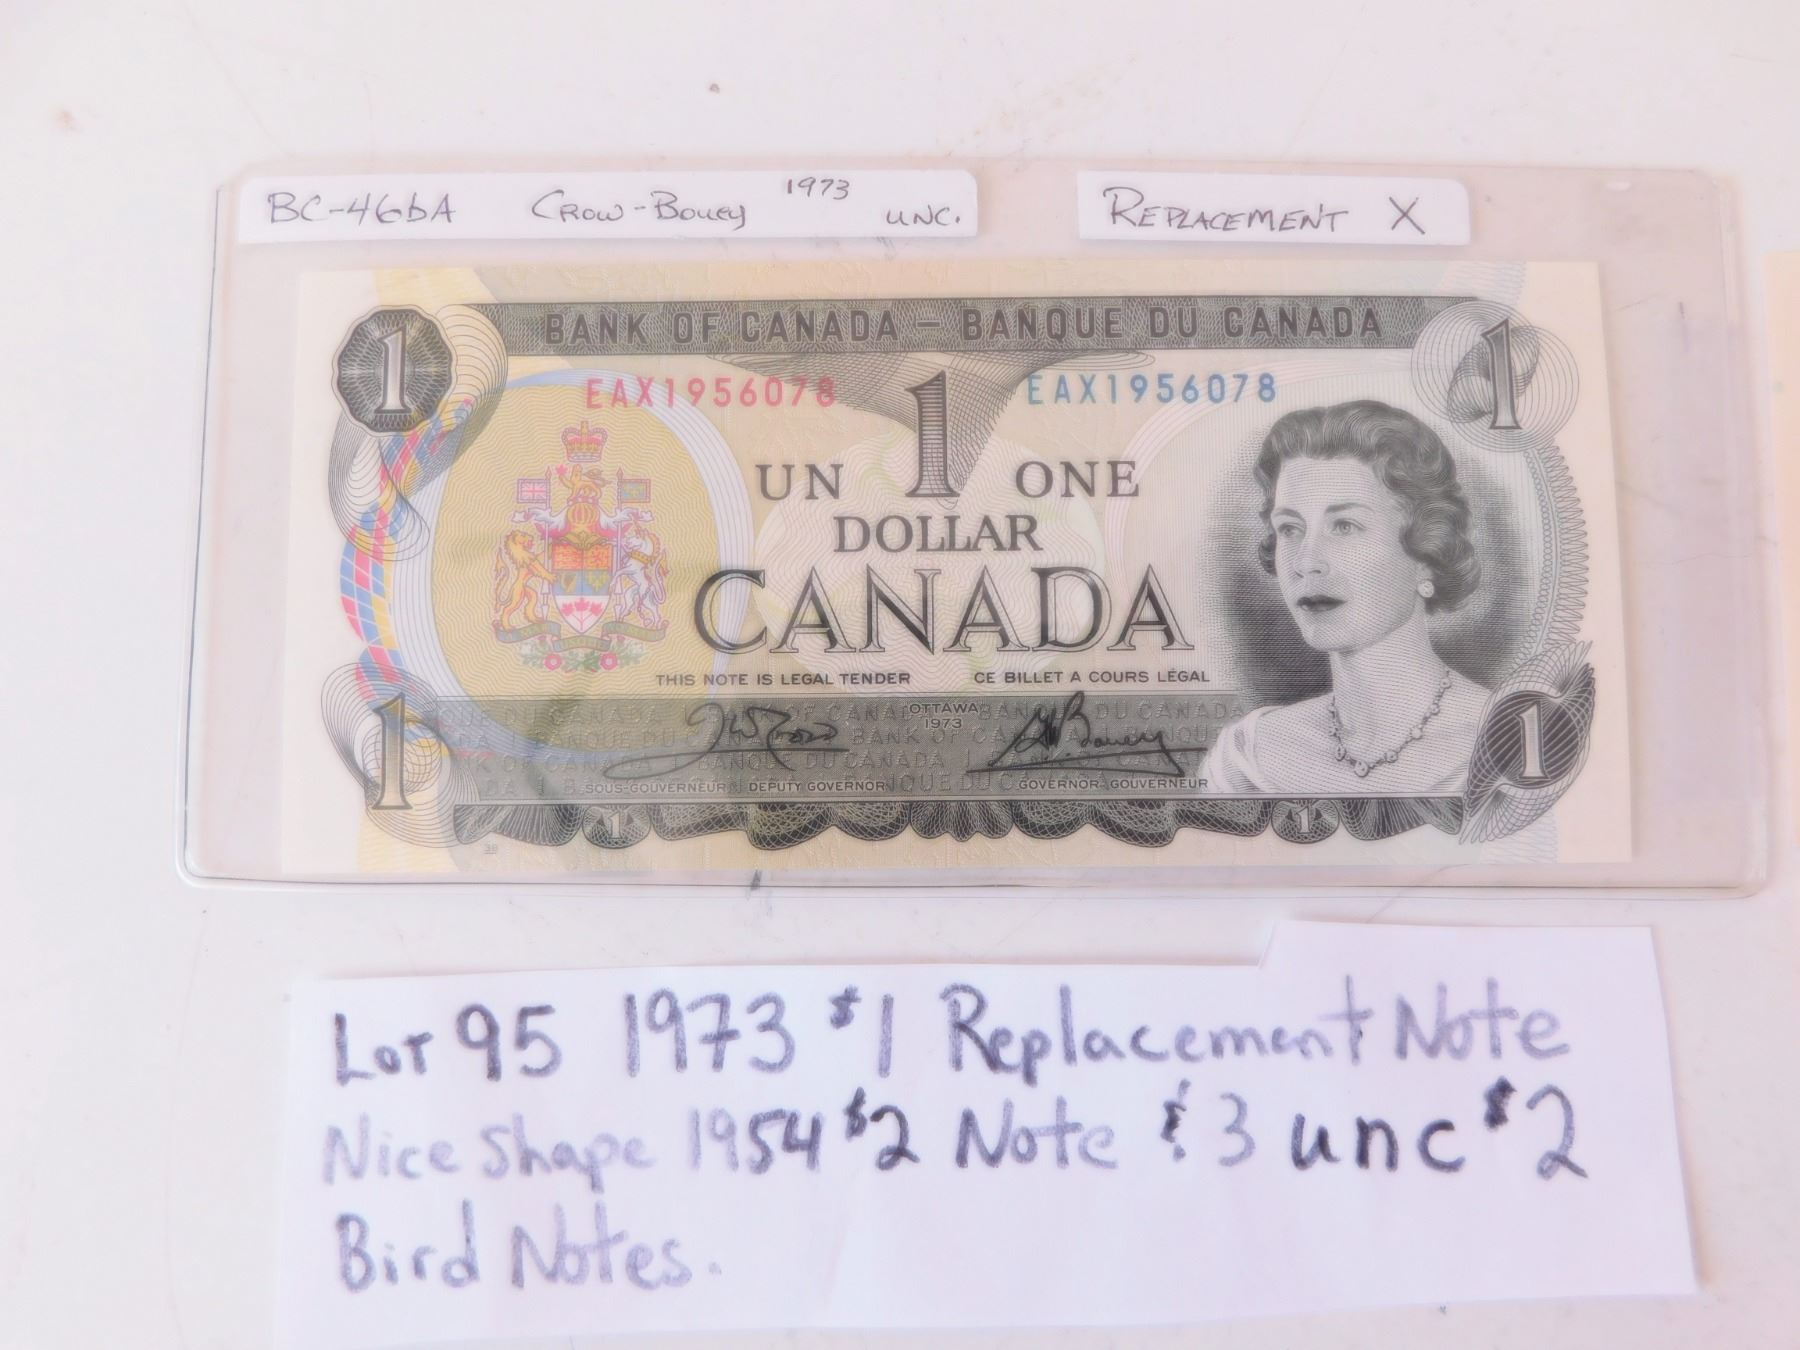 BC-46bA Crow-Bouey 1973 UNC.
REPLACEMENT X
BANK OF CANADA – BANQUE DU CANADA
1 1
EAX1956078 EAX1956078
UN 1 ONE
DOLLAR
CANADA
THIS NOTE IS LEGAL TENDER CE BILLET A COURS LÉGAL
OTTAWA
1973
SOUS-GOUVERNEUR DEPUTY GOVERNOR GOVERNOR-GOUVERNEUR
1 1
1 1
Lot 95 1973 $1 Replacement Note
Nice Shape 1954 $2 Note & 3 unc $2
Bird Notes.